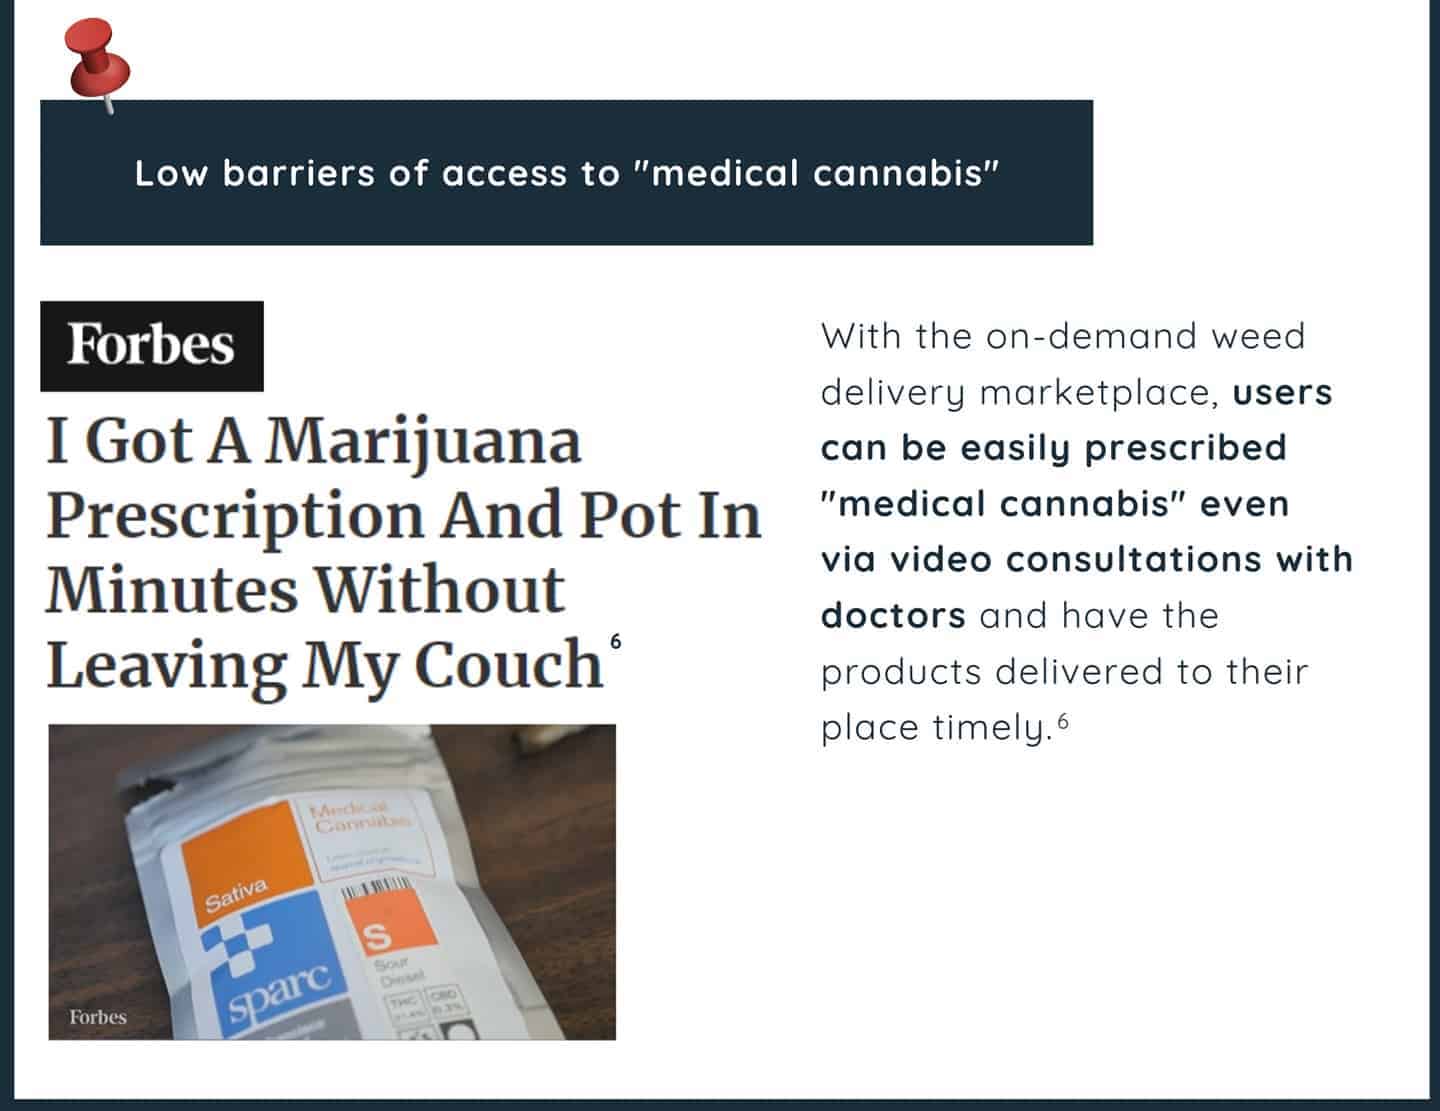 Low barriers of access to "medical cannabis"
Forbes
I Got A Marijuana
Prescription And Pot In
Minutes Without
Leaving My Couch⁶
With the on-demand weed
delivery marketplace, users
can be easily prescribed
"medical cannabis" even
via video consultations with
doctors and have the
products delivered to their
place timely.⁶
Medical
Cannabis
Sativa
S
sparc
Sour
Diesel
THC CBD
Forbes